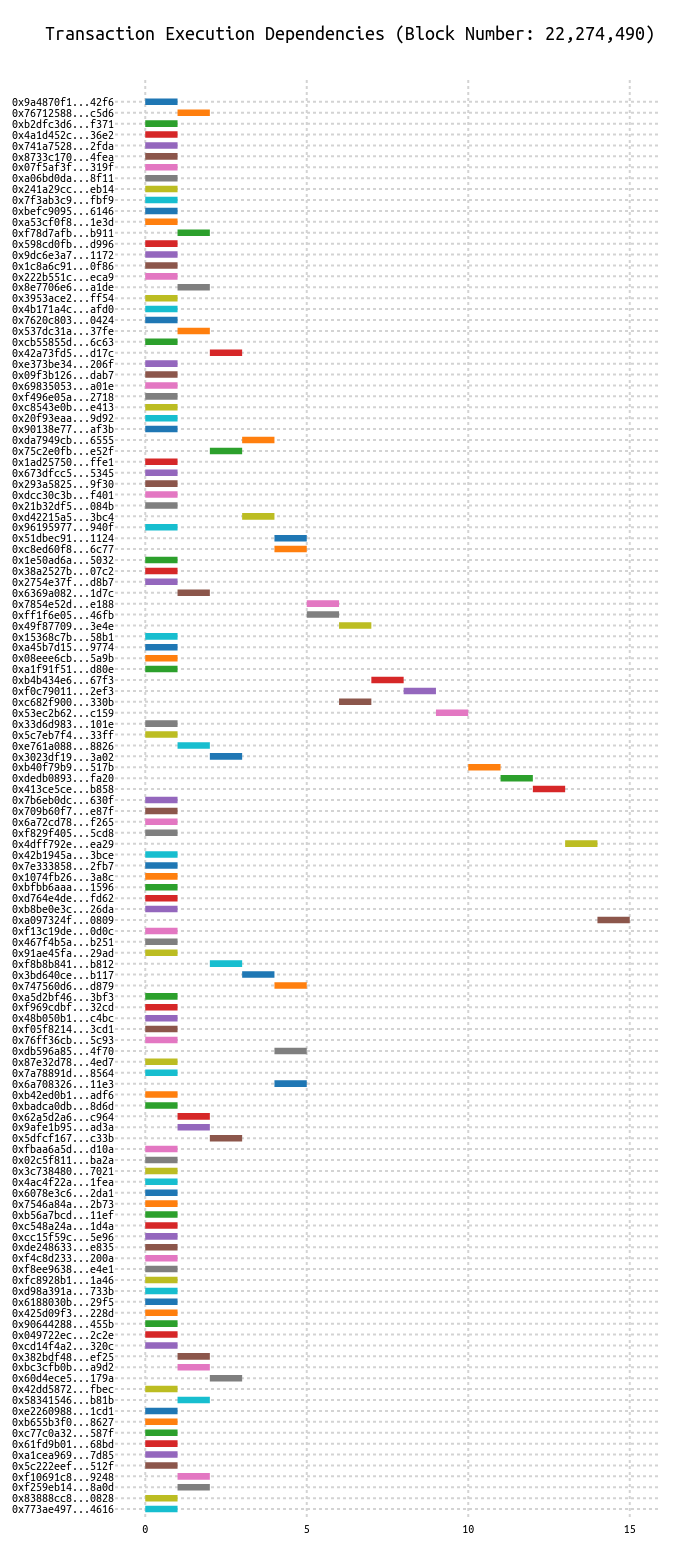 Transaction Execution Dependencies (Block Number: 22,274,490)
0x9a4870f1...42f6
0x76712588...c5d6
0xb2dfc3d6...f371
0x4a1d452c...36e2
0x741a7528...2fda
0x8733c170...4fea
0x07f5af3f...319f
0xa06bd0da...8f11
0x241a29cc...eb14
0x7f3ab3c9...fbf9
0xbefc9095...6146
0xa53cf0f8...1e3d
0xf78d7afb...b911
0x598cd0fb...d996
0x9dc6e3a7...1172
0x1c8a6c91...0f86
0x222b551c...eca9
0x8e7706e6...a1de
0x3953ace2...ff54
0x4b171a4c...afd0
0x7620c803...0424
0x537dc31a...37fe
0xcb55855d...6c63
0x42a73fd5...d17c
0xe373be34...206f
0x09f3b126...dab7
0x69835053...a01e
0xf496e05a...2718
0xc8543e0b...e413
0x20f93eaa...9d92
0x90138e77...af3b
0xda7949cb...6555
0x75c2e0fb...e52f
0x1ad25750...ffe1
0x673dfcc5...5345
0x293a5825...9f30
0xdcc30c3b...f401
0x21b32df5...084b
0xd42215a5...3bc4
0x96195977...940f
0x51dbec91...1124
0xc8ed60f8...6c77
0x1e50ad6a...5032
0x38a2527b...07c2
0x2754e37f...d8b7
0x6369a082...1d7c
0x7854e52d...e188
0xff1f6e05...46fb
0x49f87709...3e4e
0x15368c7b...58b1
0xa45b7d15...9774
0x08eee6cb...5a9b
0xa1f91f51...d80e
0xb4b434e6...67f3
0xf0c79011...2ef3
0xc682f900...330b
0x53ec2b62...c159
0x33d6d983...101e
0x5c7eb7f4...33ff
0xe761a088...8826
0x3023df19...3a02
0xb40f79b9...517b
0xdedb0893...fa20
0x413ce5ce...b858
0x7b6eb0dc...630f
0x709b60f7...e87f
0x6a72cd78...f265
0xf829f405...5cd8
0x4dff792e...ea29
0x42b1945a...3bce
0x7e333858...2fb7
0x1074fb26...3a8c
0xbfbb6aaa...1596
0xd764e4de...fd62
0xb8be0e3c...26da
0xa097324f...0809
0xf13c19de...0d0c
0x467f4b5a...b251
0x91ae45fa...29ad
0xf8b8b841...b812
0x3bd640ce...b117
0x747560d6...d879
0xa5d2bf46...3bf3
0xf969cdbf...32cd
0x48b050b1...c4bc
0xf05f8214...3cd1
0x76ff36cb...5c93
0xdb596a85...4f70
0x87e32d78...4ed7
0x7a78891d...8564
0x6a708326...11e3
0xb42ed0b1...adf6
0xbadca0db...8d6d
0x62a5d2a6...c964
0x9afe1b95...ad3a
0x5dfcf167...c33b
0xfbaa6a5d...d10a
0x02c5f811...ba2a
0x3c738480...7021
0x4ac4f22a...1fea
0x6078e3c6...2da1
0x7546a84a...2b73
0xb56a7bcd...11ef
0xc548a24a...1d4a
0xcc15f59c...5e96
0xde248633...e835
0xf4c8d233...200a
0xf8ee9638...e4e1
0xfc8928b1...1a46
0xd98a391a...733b
0x6188030b...29f5
0x425d09f3...228d
0x90644288...455b
0x049722ec...2c2e
0xcd14f4a2...320c
0x382bdf48...ef25
0xbc3cfb0b...a9d2
0x60d4ece5...179a
0x42dd5872...fbec
0x58341546...b81b
0xe2260988...1cd1
0xb655b3f0...8627
0xc77c0a32...587f
0x61fd9b01...68bd
0xa1cea969...7d85
0x5c222eef...512f
0xf10691c8...9248
0xf259eb14...8a0d
0x83888cc8...0828
0x773ae497...4616
0 5 10 15